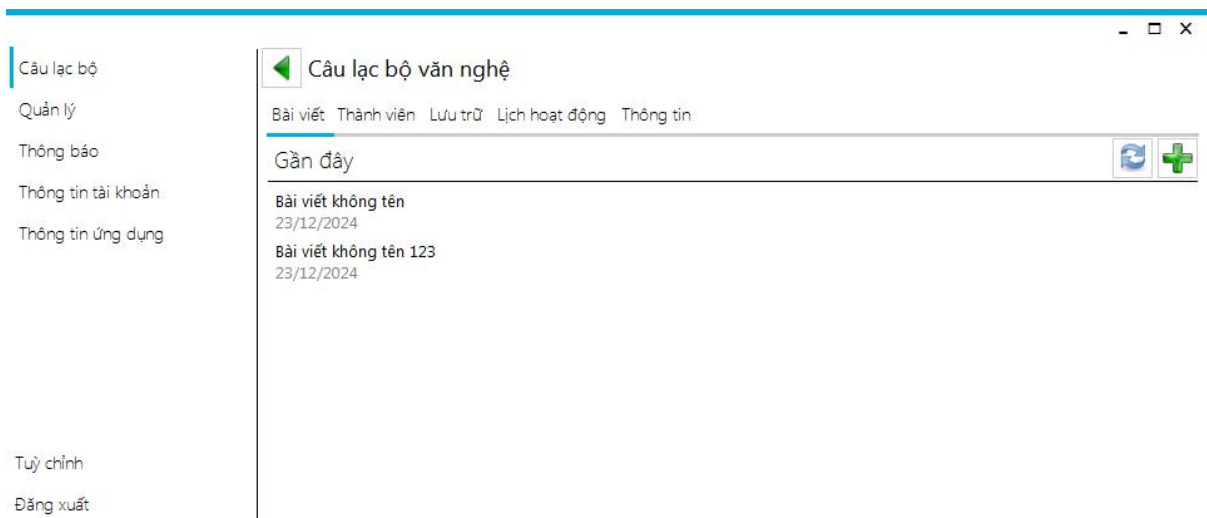 Câu lạc bộ
Quản lý
Thông báo
Thông tin tài khoản
Thông tin ứng dụng
Tuỳ chỉnh
Đăng xuất
Câu lạc bộ văn nghệ
Bài viết Thành viên Lưu trữ Lịch hoạt động Thông tin
Gần đây
Bài viết không tên
23/12/2024
Bài viết không tên 123
23/12/2024